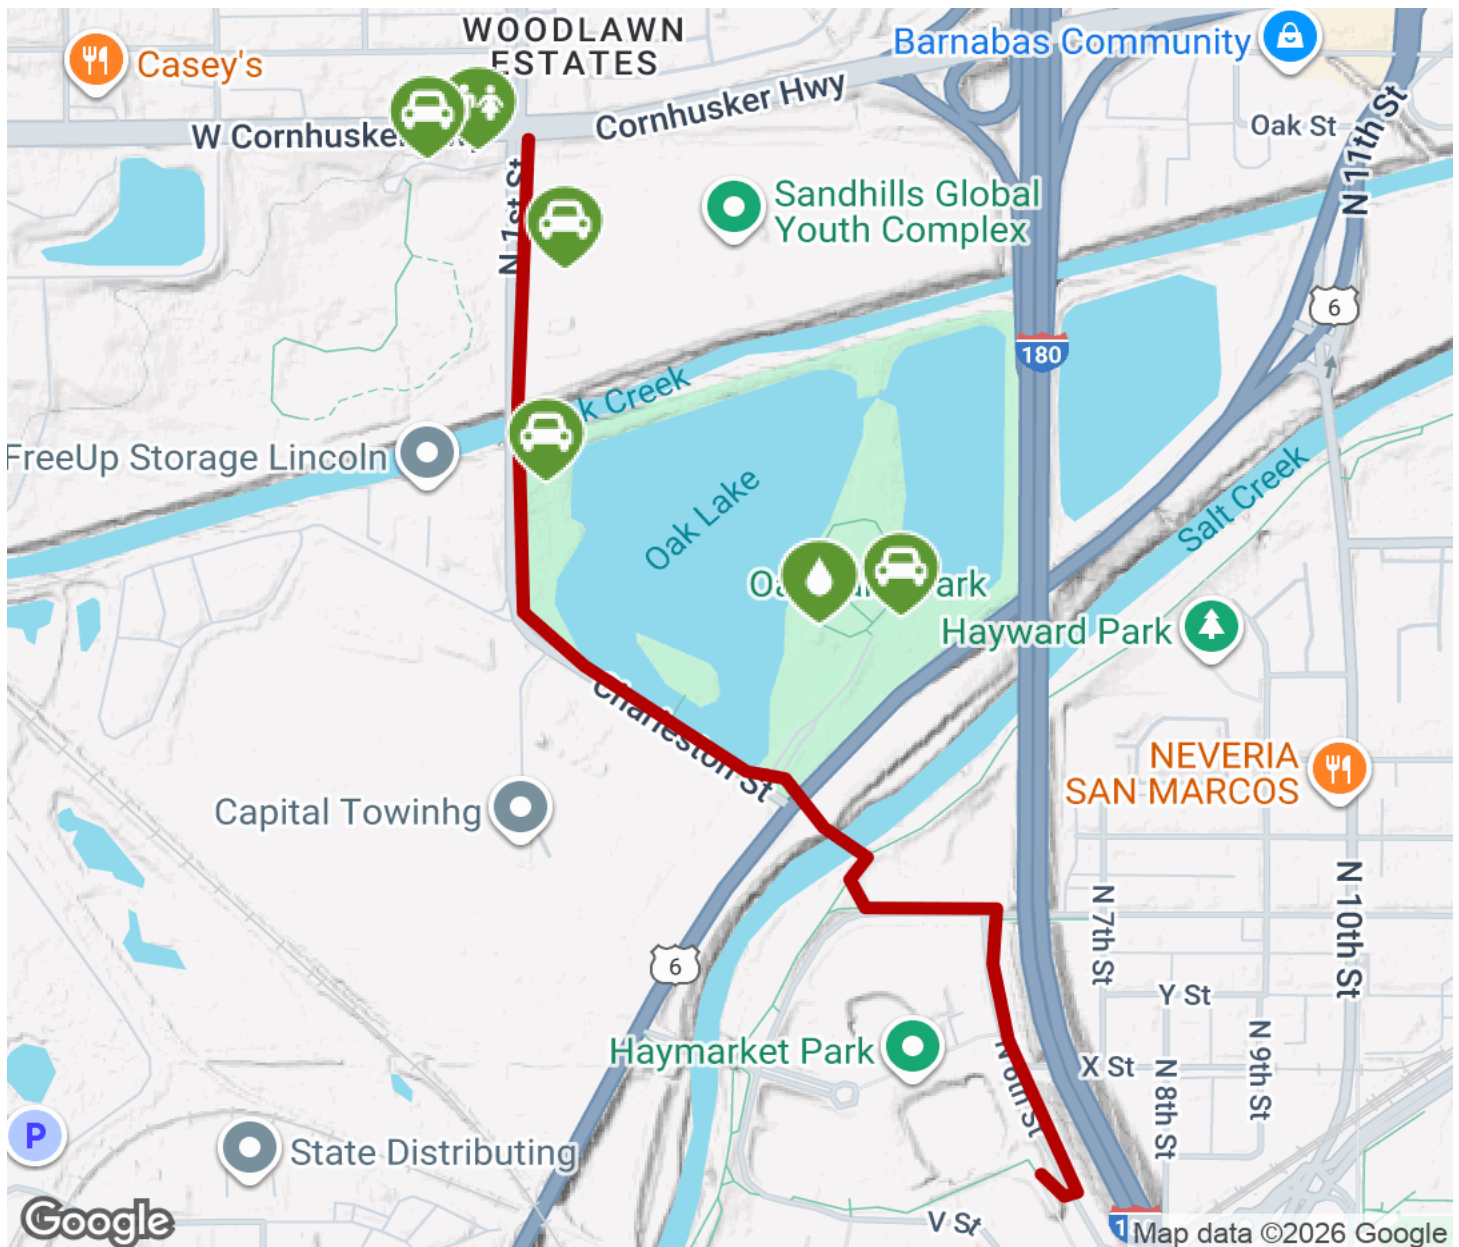 WOODLAWN
ESTATES
Casey's
Barnabas Community
W Cornhusker
Cornhusker Hwy
Oak St
N 11th St
N 1st St
Sandhills Global
Youth Complex
6
180
Creek
FreeUp Storage Lincoln
Oak Lake
Salt Creek
Hayward Park
Charleston St
NEVERIA
SAN MARCOS
Capital Towinhg
N 7th St
N 10th St
6
Y St
Haymarket Park
N 6th St
X St
N 8th St
N 9th St
P
State Distributing
V St
Google
Map data ©2026 Google